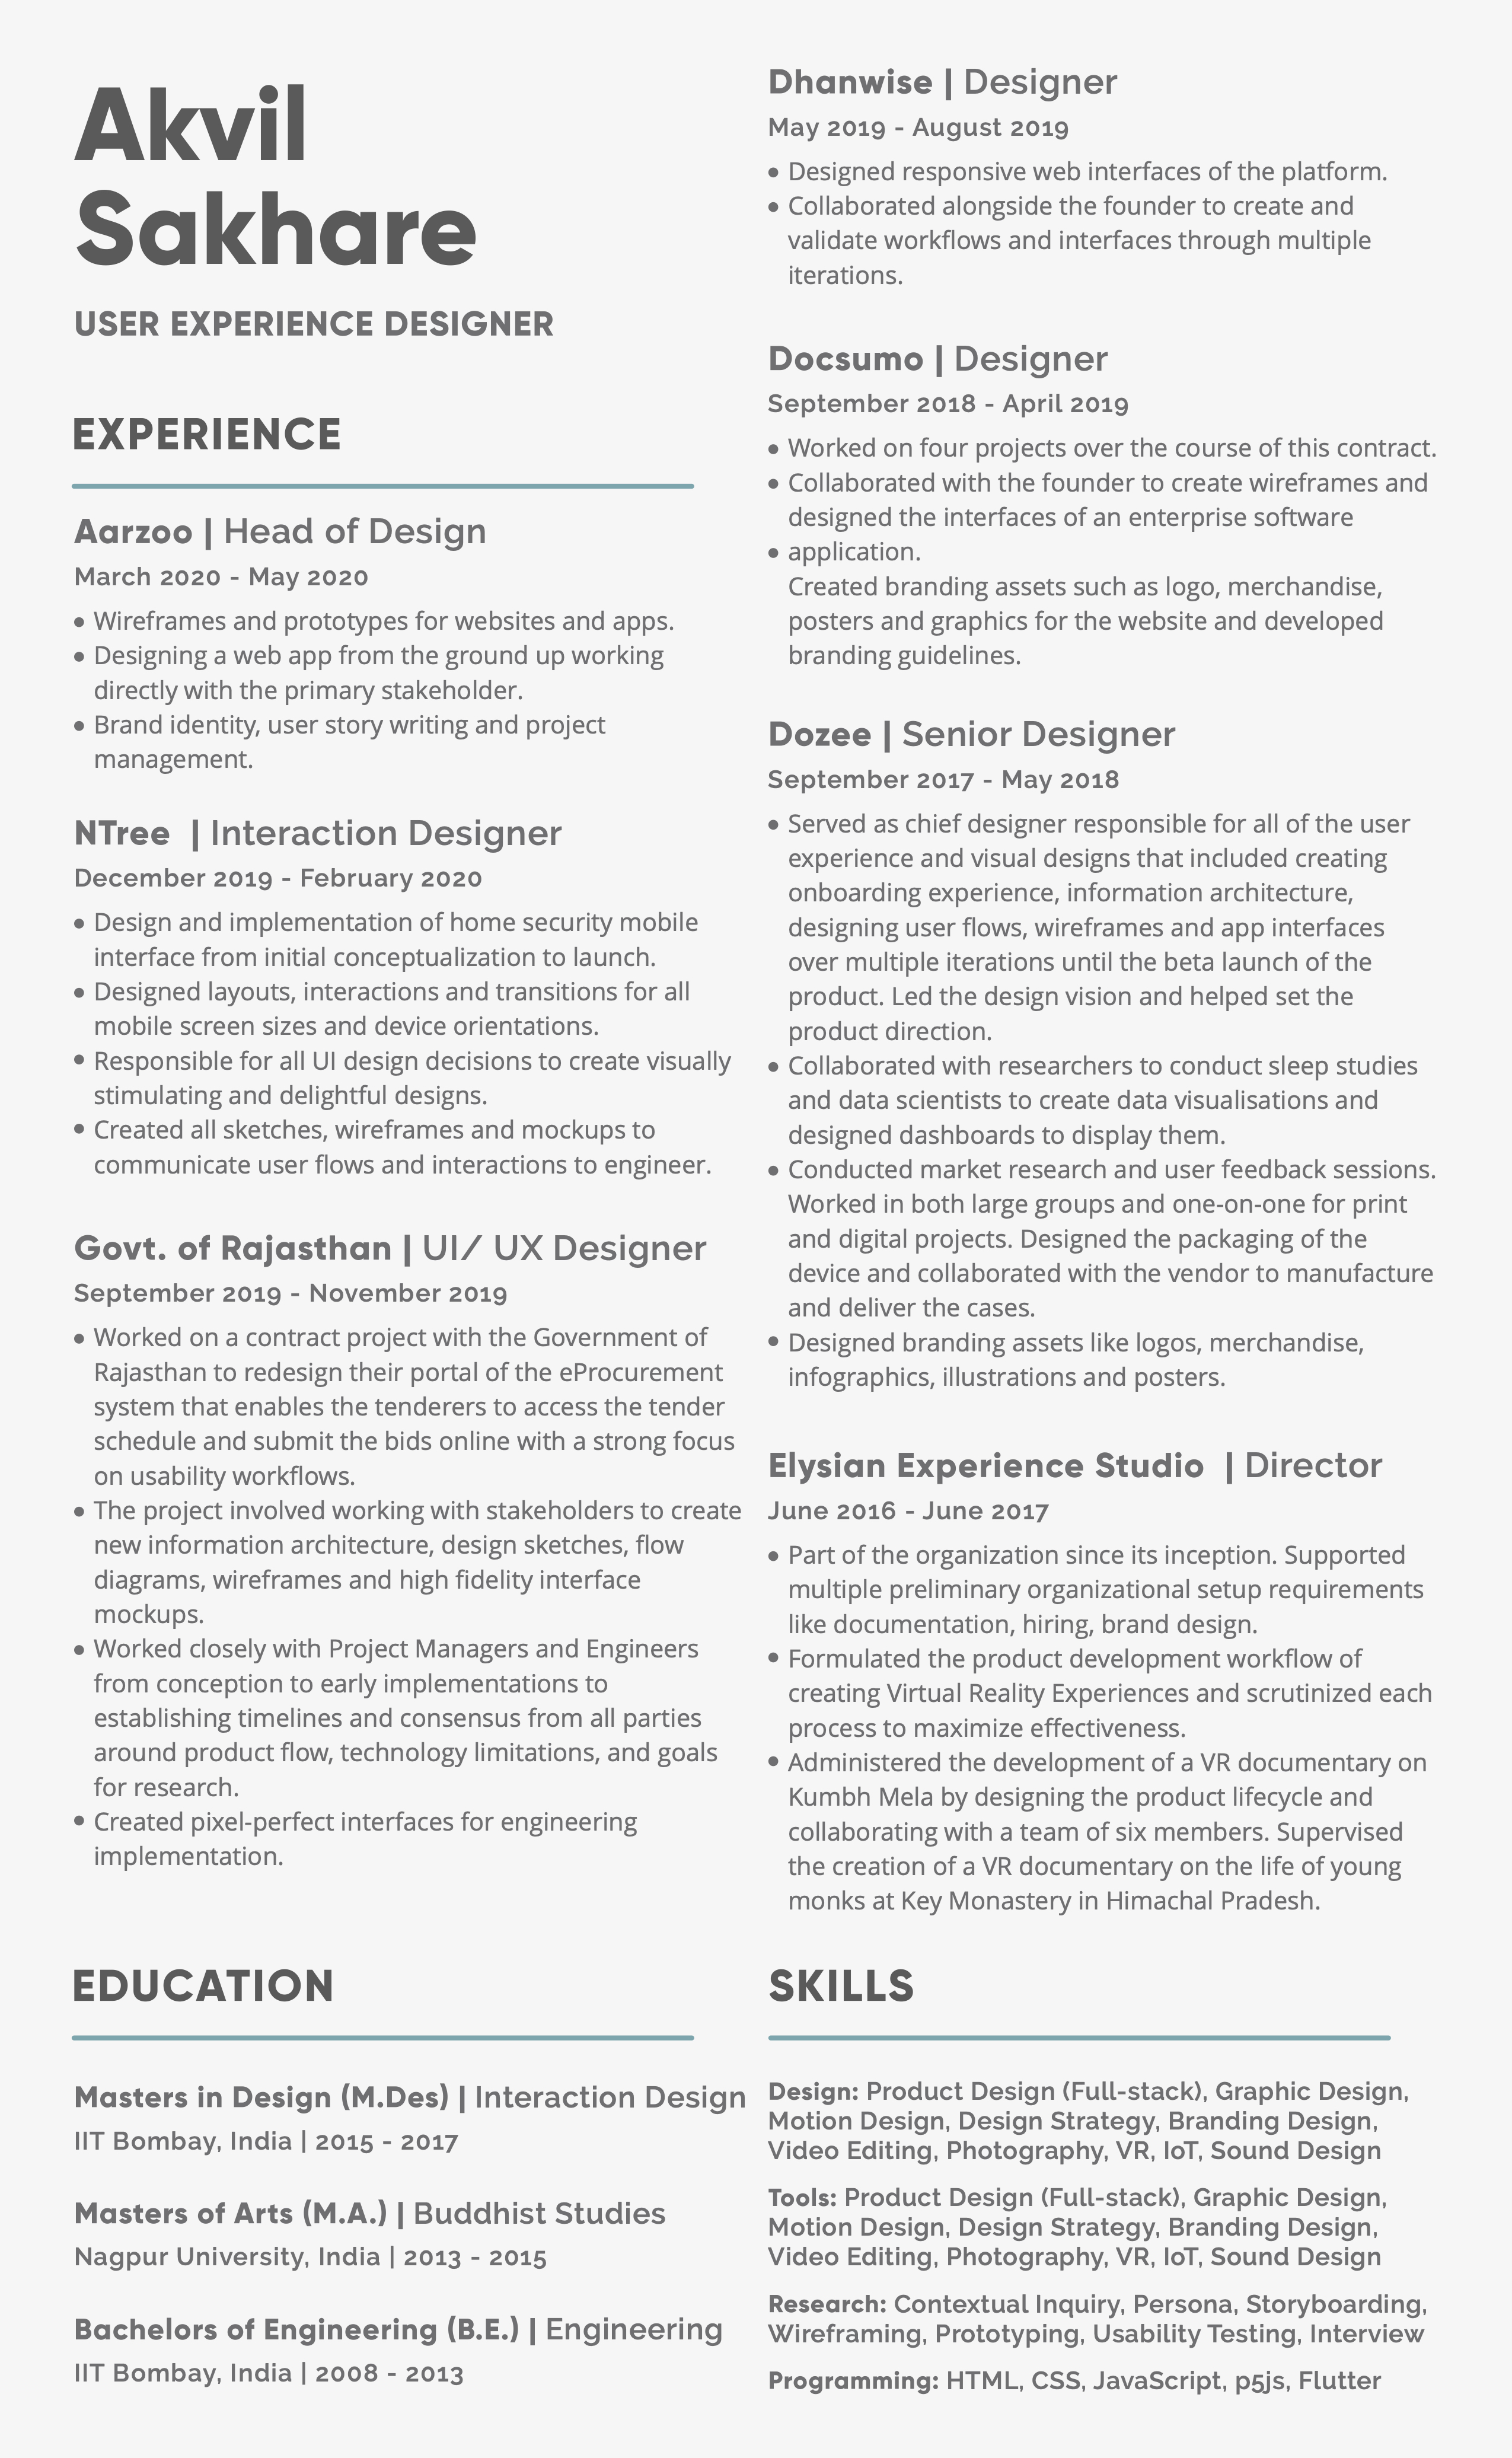 Akvil
Sakhare
USER EXPERIENCE DESIGNER
EXPERIENCE
Aarzoo | Head of Design
March 2020 - May 2020
• Wireframes and prototypes for websites and apps.
• Designing a web app from the ground up working
directly with the primary stakeholder.
• Brand identity, user story writing and project
management.
NTree | Interaction Designer
December 2019 - February 2020
• Design and implementation of home security mobile
interface from initial conceptualization to launch.
• Designed layouts, interactions and transitions for all
mobile screen sizes and device orientations.
• Responsible for all UI design decisions to create visually
stimulating and delightful designs.
• Created all sketches, wireframes and mockups to
communicate user flows and interactions to engineer.
Govt. of Rajasthan | UI/ UX Designer
September 2019 - November 2019
• Worked on a contract project with the Government of
Rajasthan to redesign their portal of the eProcurement
system that enables the tenderers to access the tender
schedule and submit the bids online with a strong focus
on usability workflows.
• The project involved working with stakeholders to create
new information architecture, design sketches, flow
diagrams, wireframes and high fidelity interface
mockups.
• Worked closely with Project Managers and Engineers
from conception to early implementations to
establishing timelines and consensus from all parties
around product flow, technology limitations, and goals
for research.
• Created pixel-perfect interfaces for engineering
implementation.
Dhanwise | Designer
May 2019 - August 2019
• Designed responsive web interfaces of the platform.
• Collaborated alongside the founder to create and
validate workflows and interfaces through multiple
iterations.
Docsumo | Designer
September 2018 - April 2019
• Worked on four projects over the course of this contract.
• Collaborated with the founder to create wireframes and
designed the interfaces of an enterprise software
• application.
Created branding assets such as logo, merchandise,
posters and graphics for the website and developed
branding guidelines.
Dozee | Senior Designer
September 2017 - May 2018
• Served as chief designer responsible for all of the user
experience and visual designs that included creating
onboarding experience, information architecture,
designing user flows, wireframes and app interfaces
over multiple iterations until the beta launch of the
product. Led the design vision and helped set the
product direction.
• Collaborated with researchers to conduct sleep studies
and data scientists to create data visualisations and
designed dashboards to display them.
• Conducted market research and user feedback sessions.
Worked in both large groups and one-on-one for print
and digital projects. Designed the packaging of the
device and collaborated with the vendor to manufacture
and deliver the cases.
• Designed branding assets like logos, merchandise,
infographics, illustrations and posters.
Elysian Experience Studio | Director
June 2016 - June 2017
• Part of the organization since its inception. Supported
multiple preliminary organizational setup requirements
like documentation, hiring, brand design.
• Formulated the product development workflow of
creating Virtual Reality Experiences and scrutinized each
process to maximize effectiveness.
• Administered the development of a VR documentary on
Kumbh Mela by designing the product lifecycle and
collaborating with a team of six members. Supervised
the creation of a VR documentary on the life of young
monks at Key Monastery in Himachal Pradesh.
EDUCATION
Masters in Design (M.Des) | Interaction Design
IIT Bombay, India | 2015 - 2017
Masters of Arts (M.A.) | Buddhist Studies
Nagpur University, India | 2013 - 2015
Bachelors of Engineering (B.E.) | Engineering
IIT Bombay, India | 2008 - 2013
SKILLS
Design: Product Design (Full-stack), Graphic Design,
Motion Design, Design Strategy, Branding Design,
Video Editing, Photography, VR, IoT, Sound Design
Tools: Product Design (Full-stack), Graphic Design,
Motion Design, Design Strategy, Branding Design,
Video Editing, Photography, VR, IoT, Sound Design
Research: Contextual Inquiry, Persona, Storyboarding,
Wireframing, Prototyping, Usability Testing, Interview
Programming: HTML, CSS, JavaScript, p5js, Flutter